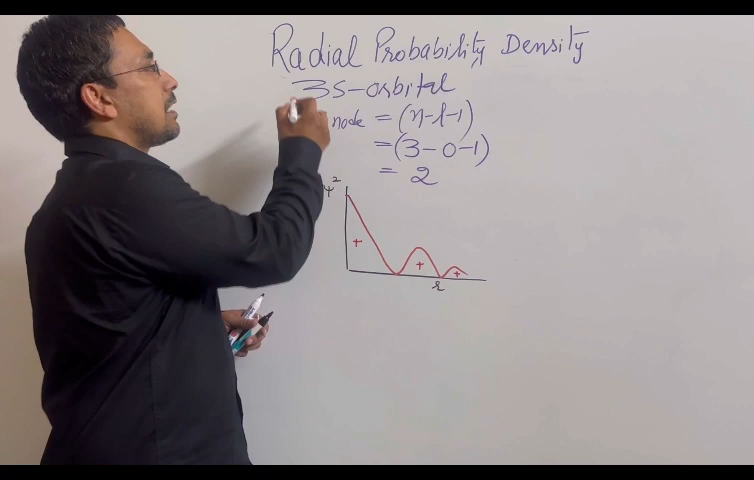 Radial Probability Density
3S-orbital
node = (n-l-1)
= (3-0-1)
= 2
ψ²
+
+
+
r